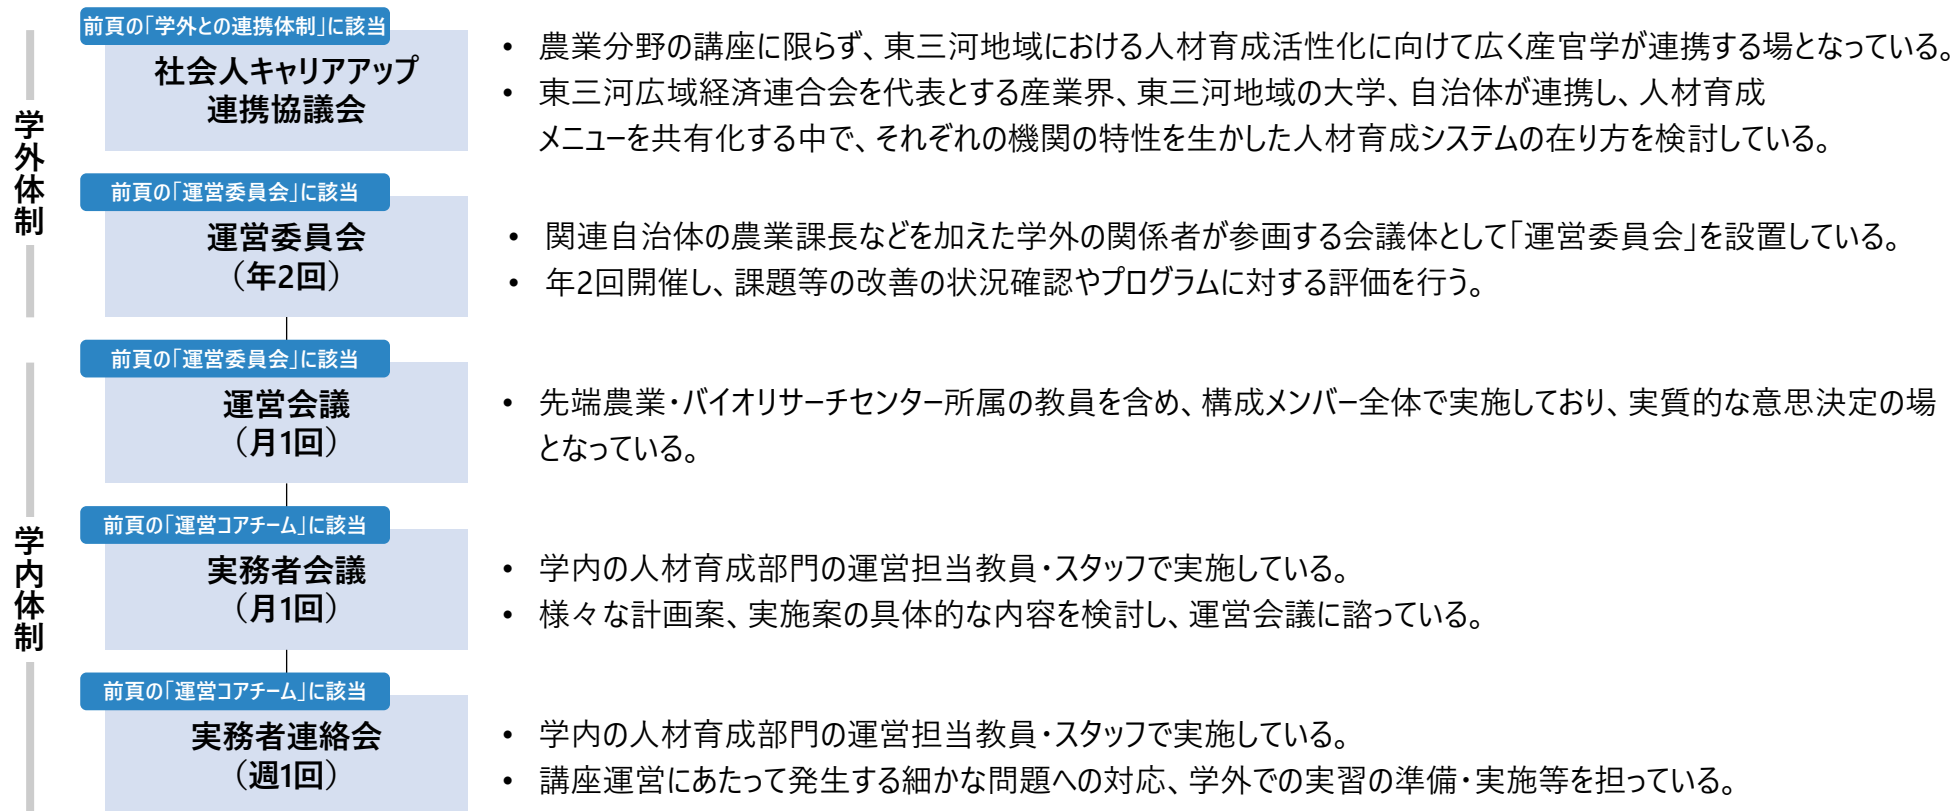 学外体制
前頁の「学外との連携体制」に該当
社会人キャリアアップ
連携協議会
• 農業分野の講座に限らず、東三河地域における人材育成活性化に向けて広く産官学が連携する場となっている。
• 東三河広域経済連合会を代表とする産業界、東三河地域の大学、自治体が連携し、人材育成
メニューを共有化する中で、それぞれの機関の特性を生かした人材育成システムの在り方を検討している。
前頁の「運営委員会」に該当
運営委員会
（年2回）
• 関連自治体の農業課長などを加えた学外の関係者が参画する会議体として「運営委員会」を設置している。
• 年2回開催し、課題等の改善の状況確認やプログラムに対する評価を行う。
学内体制
前頁の「運営委員会」に該当
運営会議
（月1回）
• 先端農業・バイオリサーチセンター所属の教員を含め、構成メンバー全体で実施しており、実質的な意思決定の場
となっている。
前頁の「運営コアチーム」に該当
実務者会議
（月1回）
• 学内の人材育成部門の運営担当教員・スタッフで実施している。
• 様々な計画案、実施案の具体的な内容を検討し、運営会議に諮っている。
前頁の「運営コアチーム」に該当
実務者連絡会
（週1回）
• 学内の人材育成部門の運営担当教員・スタッフで実施している。
• 講座運営にあたって発生する細かな問題への対応、学外での実習の準備・実施等を担っている。